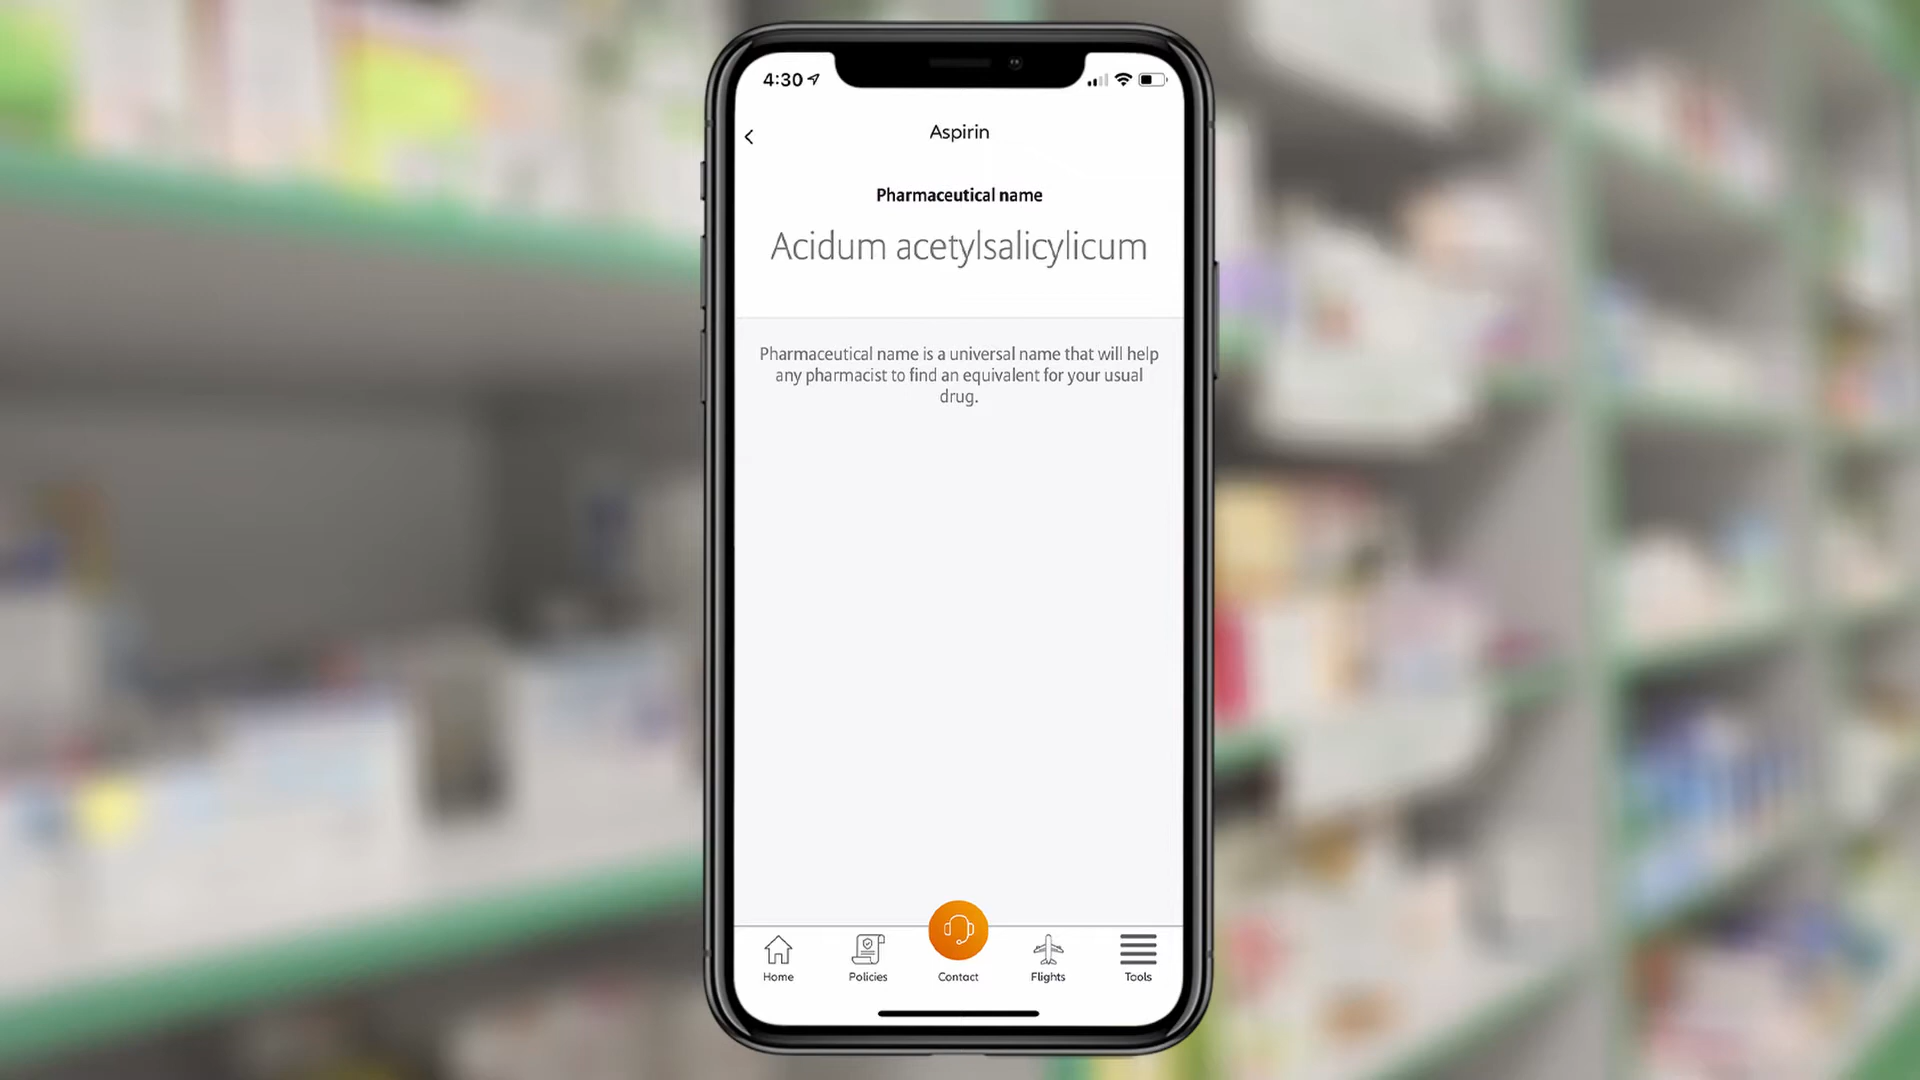 4:30
Aspirin
Pharmaceutical name
Acidum acetylsalicylicum
Pharmaceutical name is a universal name that will help
any pharmacist to find an equivalent for your usual
drug.
Home
Policies
Contact
Flights
Tools